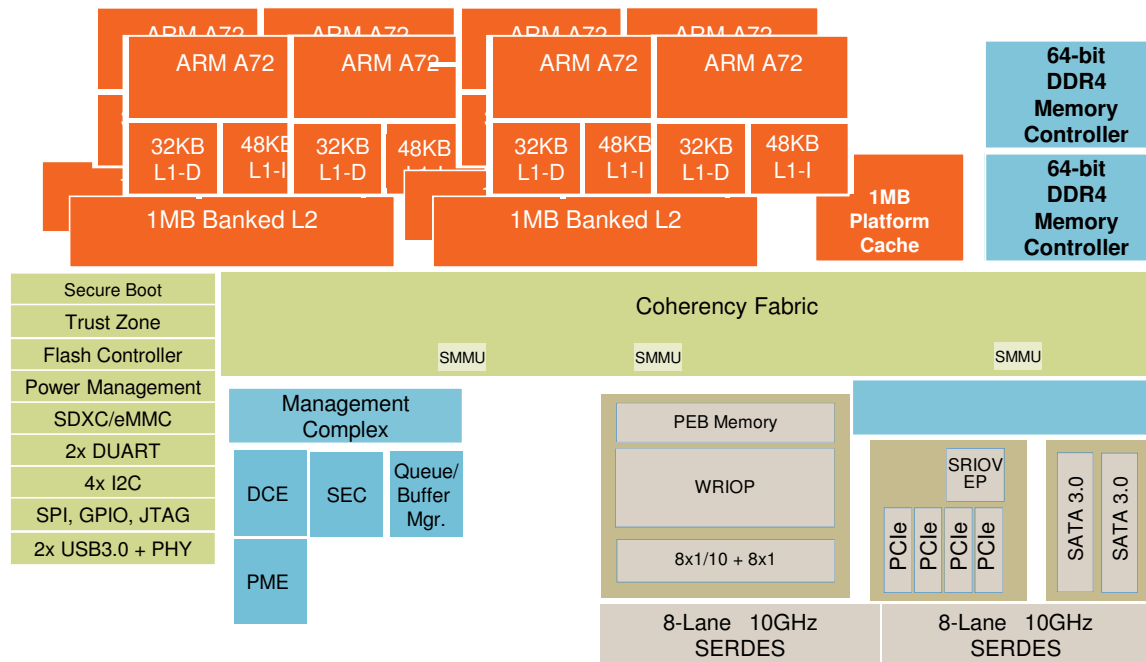 ARM A72
ARM A72
ARM A72
ARM A72
32KB
L1-D
48KB
L1-I
32KB
L1-D
48KB
32KB
L1-D
48KB
L1-I
32KB
L1-D
48KB
L1-I
1MB Banked L2
1MB Banked L2
1MB
Platform
Cache
64-bit
DDR4
Memory
Controller
64-bit
DDR4
Memory
Controller
Secure Boot
Trust Zone
Flash Controller
Power Management
SDXC/eMMC
2x DUART
4x I2C
SPI, GPIO, JTAG
2x USB3.0 + PHY
Coherency Fabric
SMMU
SMMU
SMMU
Management
Complex
DCE
SEC
Queue/
Buffer
Mgr.
PME
PEB Memory
WRIOP
8x1/10 + 8x1
SRIOV
EP
PCIe
PCIe
PCIe
PCIe
SATA 3.0
SATA 3.0
8-Lane 10GHz
SERDES
8-Lane 10GHz
SERDES